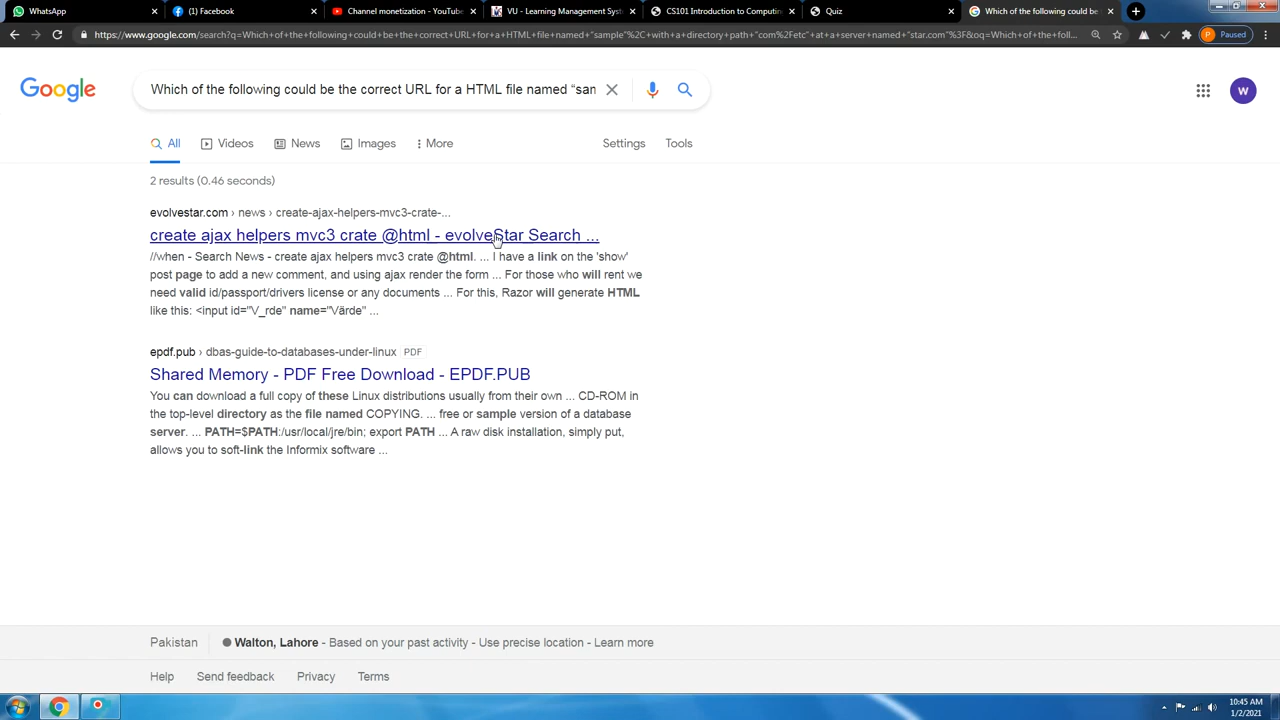 WhatsApp
(1) Facebook
Channel monetization - YouTube
VU - Learning Management Syst
CS101 Introduction to Computing
Quiz
Which of the following could be
https://www.google.com/search?q=Which+of+the+following+could+be+the+correct+URL+for+a+HTML+file+named+“sample”+with+a+directory+path+“com%2Fetc”+at+a+server+named+“star.com”%3F&oq=Which+of+the+foll...
Paused
Google
Which of the following could be the correct URL for a HTML file named “san
W
All
Videos
News
Images
More
Settings
Tools
2 results (0.46 seconds)
evolvestar.com › news › create-ajax-helpers-mvc3-crate-...
create ajax helpers mvc3 crate @html - evolveStar Search ...
//when - Search News - create ajax helpers mvc3 crate @html. ... I have a link on the 'show'
post page to add a new comment, and using ajax render the form ... For those who will rent we
need valid id/passport/drivers license or any documents ... For this, Razor will generate HTML
like this: <input id="V_rde" name="Värde" ...
epdf.pub › dbas-guide-to-databases-under-linux PDF
Shared Memory - PDF Free Download - EPDF.PUB
You can download a full copy of these Linux distributions usually from their own ... CD-ROM in
the top-level directory as the file named COPYING. ... free or sample version of a database
server. ... PATH=$PATH:/usr/local/jre/bin; export PATH ... A raw disk installation, simply put,
allows you to soft-link the Informix software ...
Pakistan
Walton, Lahore - Based on your past activity - Use precise location - Learn more
Help
Send feedback
Privacy
Terms
10:45 AM
1/2/2021